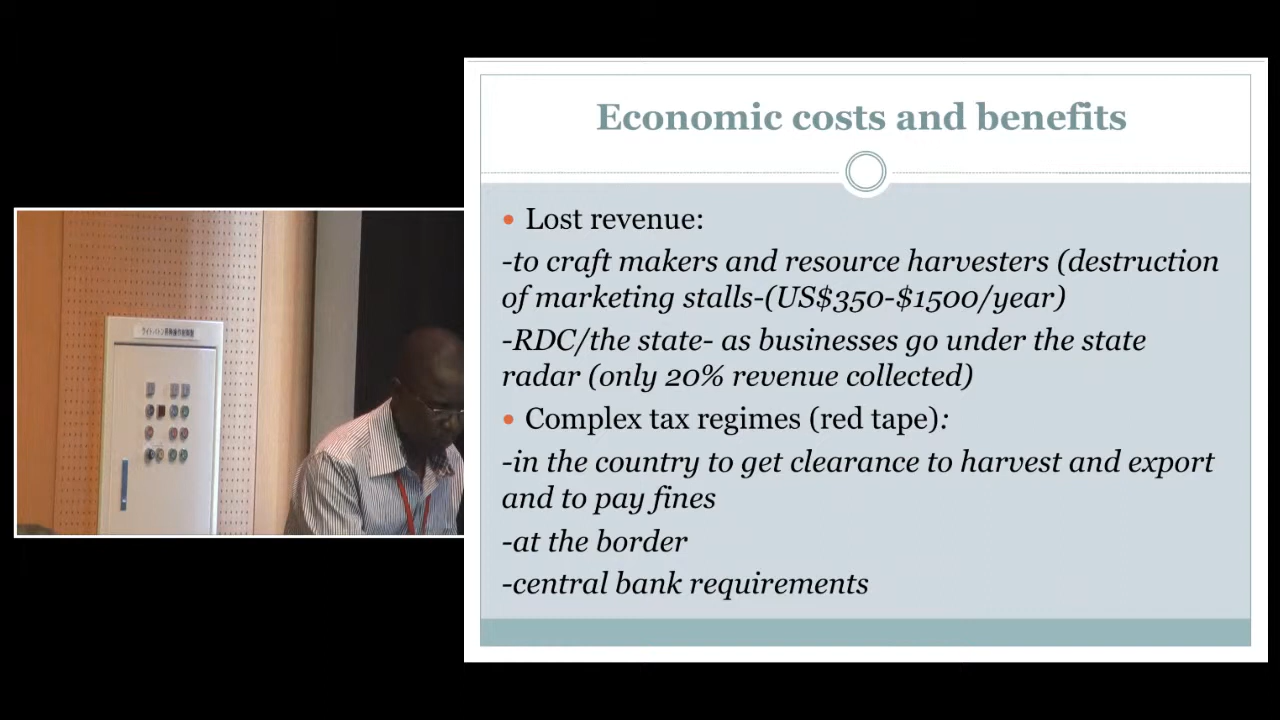 Economic costs and benefits
• Lost revenue:
-to craft makers and resource harvesters (destruction
of marketing stalls-(US$350-$1500/year)
-RDC/the state- as businesses go under the state
radar (only 20% revenue collected)
• Complex tax regimes (red tape):
-in the country to get clearance to harvest and export
and to pay fines
-at the border
-central bank requirements